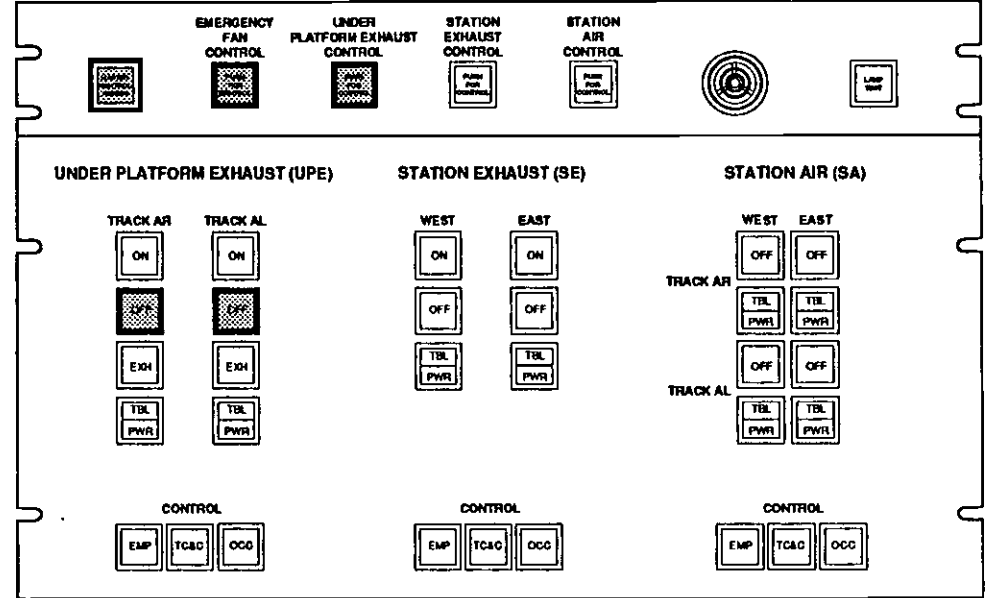 EMERGENCY FAN CONTROL
UNDER PLATFORM EXHAUST CONTROL
STATION EXHAUST CONTROL
STATION AIR CONTROL
PUSH FOR CONTROL
PUSH FOR CONTROL
LAMP TEST
UNDER PLATFORM EXHAUST (UPE)
STATION EXHAUST (SE)
STATION AIR (SA)
TRACK AR TRACK AL
WEST EAST
WEST EAST
ON ON
ON ON
OFF OFF
TRACK AR
OFF OFF
OFF OFF
TBL TBL
PWR PWR
EXH EXH
TBL TBL
PWR PWR
OFF OFF
TRACK AL
TBL TBL
PWR PWR
TBL TBL
PWR PWR
CONTROL
CONTROL
CONTROL
EMP TC&C OCC
EMP TC&C OCC
EMP TC&C OCC